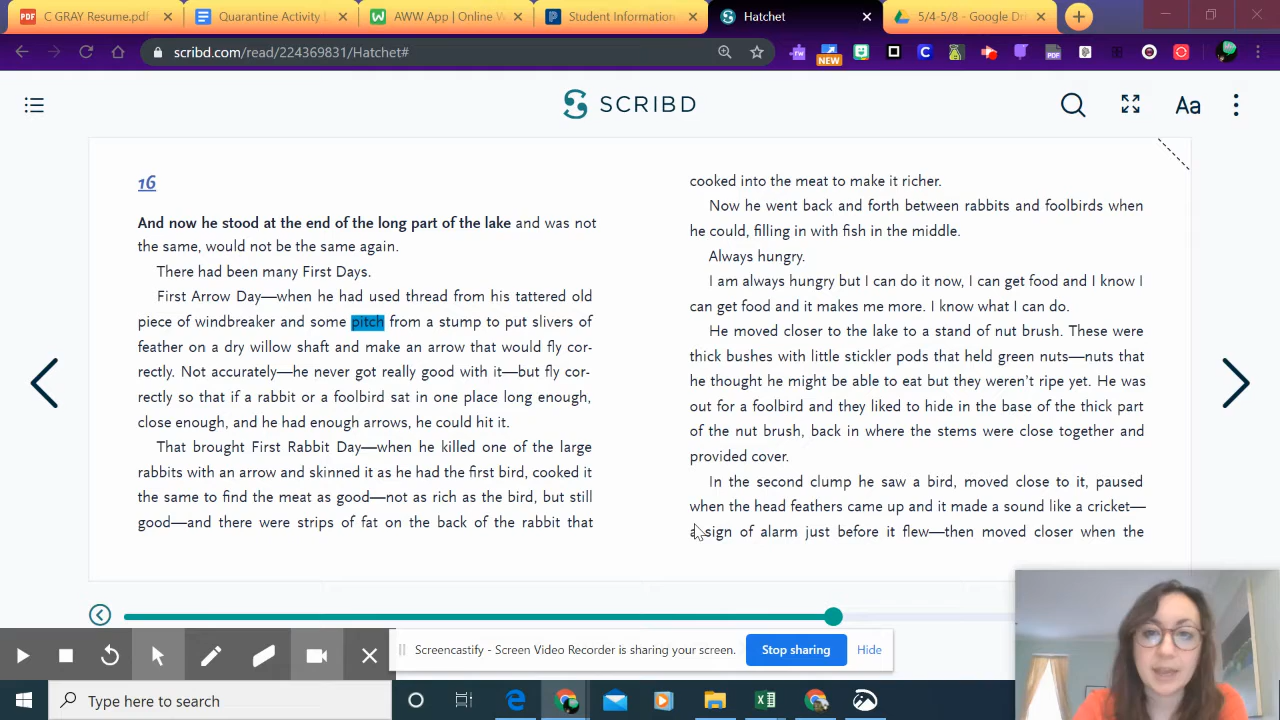 C GRAY Resume.pdf
Quarantine Activity L
AWW App | Online W
Student Information
Hatchet
5/4-5/8 - Google Dr
scribd.com/read/224369831/Hatchet#
NEW
SCRIBD
Aa
16
And now he stood at the end of the long part of the lake and was not
the same, would not be the same again.
There had been many First Days.
First Arrow Day—when he had used thread from his tattered old
piece of windbreaker and some pitch from a stump to put slivers of
feather on a dry willow shaft and make an arrow that would fly cor-
rectly. Not accurately—he never got really good with it—but fly cor-
rectly so that if a rabbit or a foolbird sat in one place long enough,
close enough, and he had enough arrows, he could hit it.
That brought First Rabbit Day—when he killed one of the large
rabbits with an arrow and skinned it as he had the first bird, cooked it
the same to find the meat as good—not as rich as the bird, but still
good—and there were strips of fat on the back of the rabbit that
cooked into the meat to make it richer.
Now he went back and forth between rabbits and foolbirds when
he could, filling in with fish in the middle.
Always hungry.
I am always hungry but I can do it now, I can get food and I know I
can get food and it makes me more. I know what I can do.
He moved closer to the lake to a stand of nut brush. These were
thick bushes with little stickler pods that held green nuts—nuts that
he thought he might be able to eat but they weren't ripe yet. He was
out for a foolbird and they liked to hide in the base of the thick part
of the nut brush, back in where the stems were close together and
provided cover.
In the second clump he saw a bird, moved close to it, paused
when the head feathers came up and it made a sound like a cricket—
a sign of alarm just before it flew—then moved closer when the
Screencastify - Screen Video Recorder is sharing your screen.
Stop sharing
Hide
Type here to search